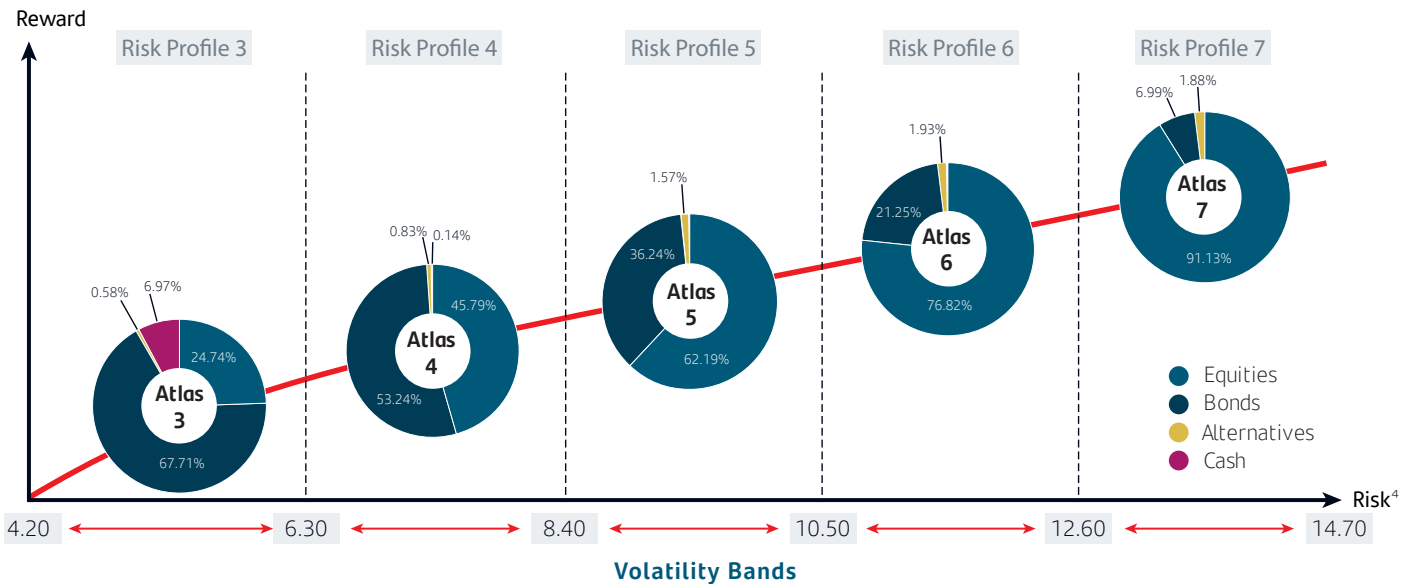 Reward
Risk Profile 3
Risk Profile 4
Risk Profile 5
Risk Profile 6
Risk Profile 7
0.58%
6.97%
24.74%
Atlas
3
67.71%
0.83%
0.14%
45.79%
Atlas
4
53.24%
1.57%
36.24%
Atlas
5
62.19%
1.93%
21.25%
Atlas
6
76.82%
6.99%
1.88%
Atlas
7
91.13%
Equities
Bonds
Alternatives
Cash
Risk⁴
4.20
6.30
8.40
10.50
12.60
14.70
Volatility Bands